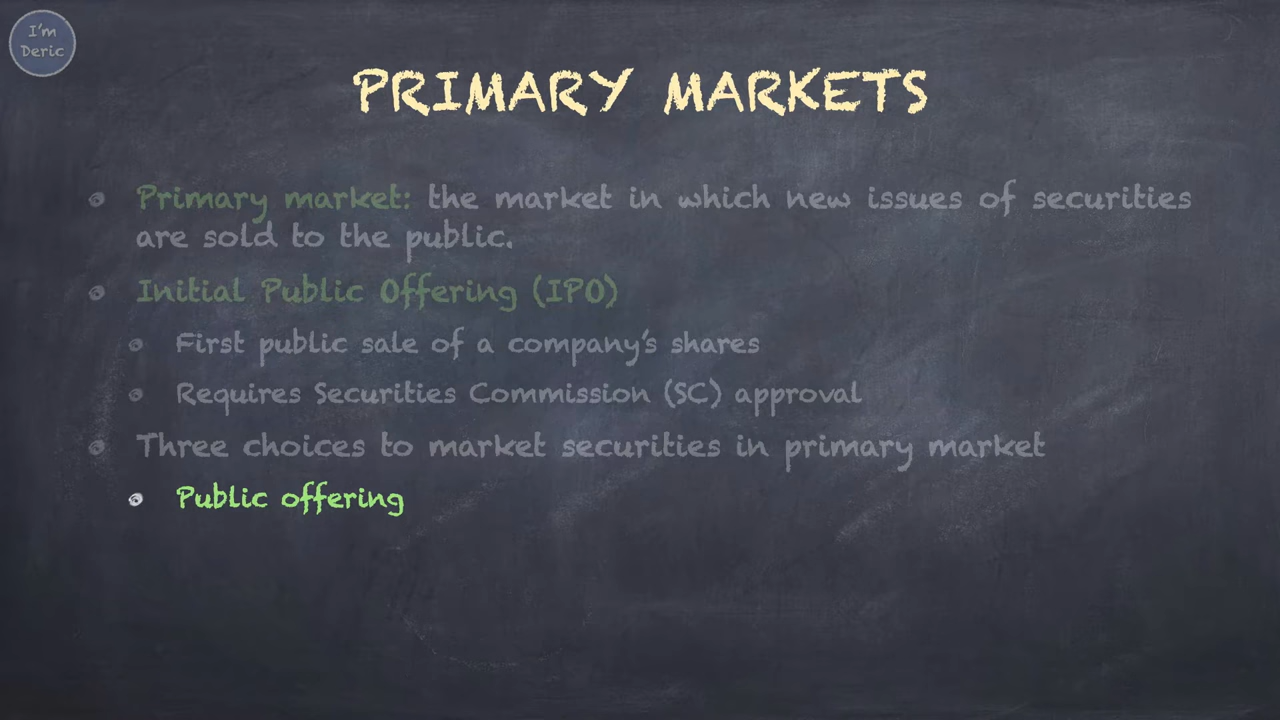 I'm
Deric
PRIMARY MARKETS
Primary market: the market in which new issues of securities
are sold to the public.
Initial Public Offering (IPO)
First public sale of a company's shares
Requires Securities Commission (SC) approval
Three choices to market securities in primary market
Public offering